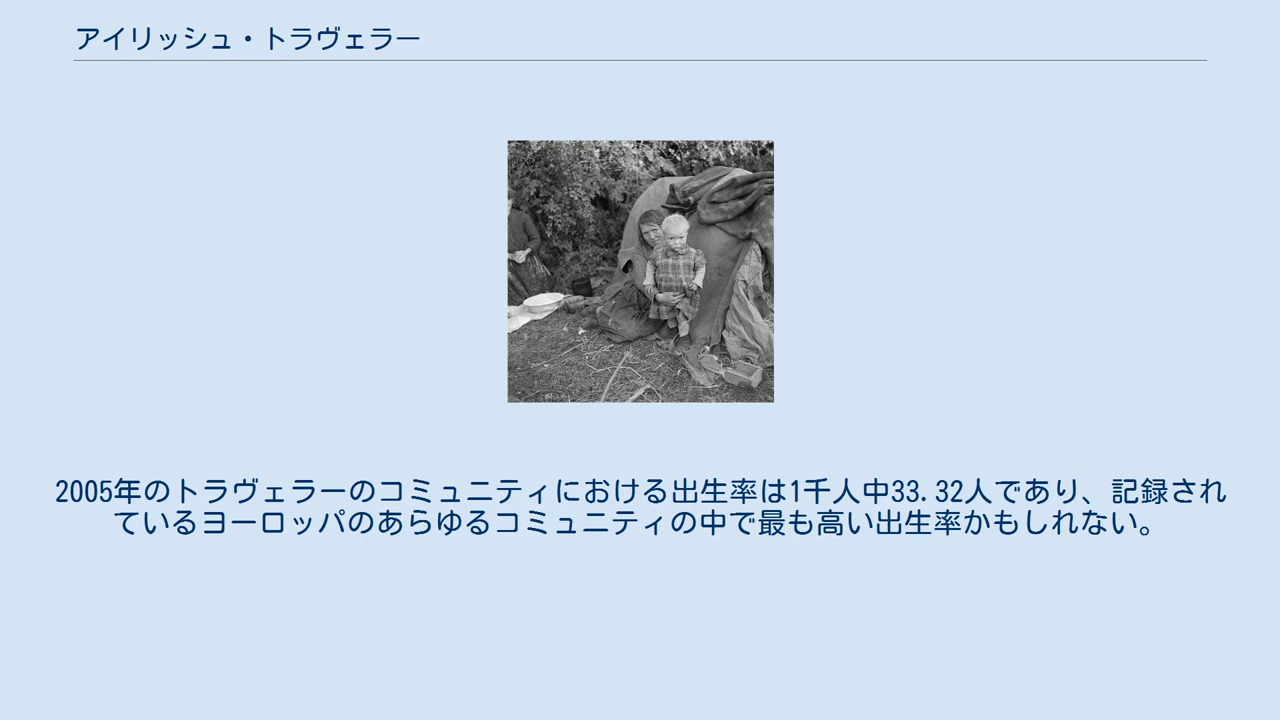 アイリッシュ・トラヴェラー
2005年のトラヴェラーのコミュニティにおける出生率は1千人中33.32人であり、記録され
ているヨーロッパのあらゆるコミュニティの中で最も高い出生率かもしれない。